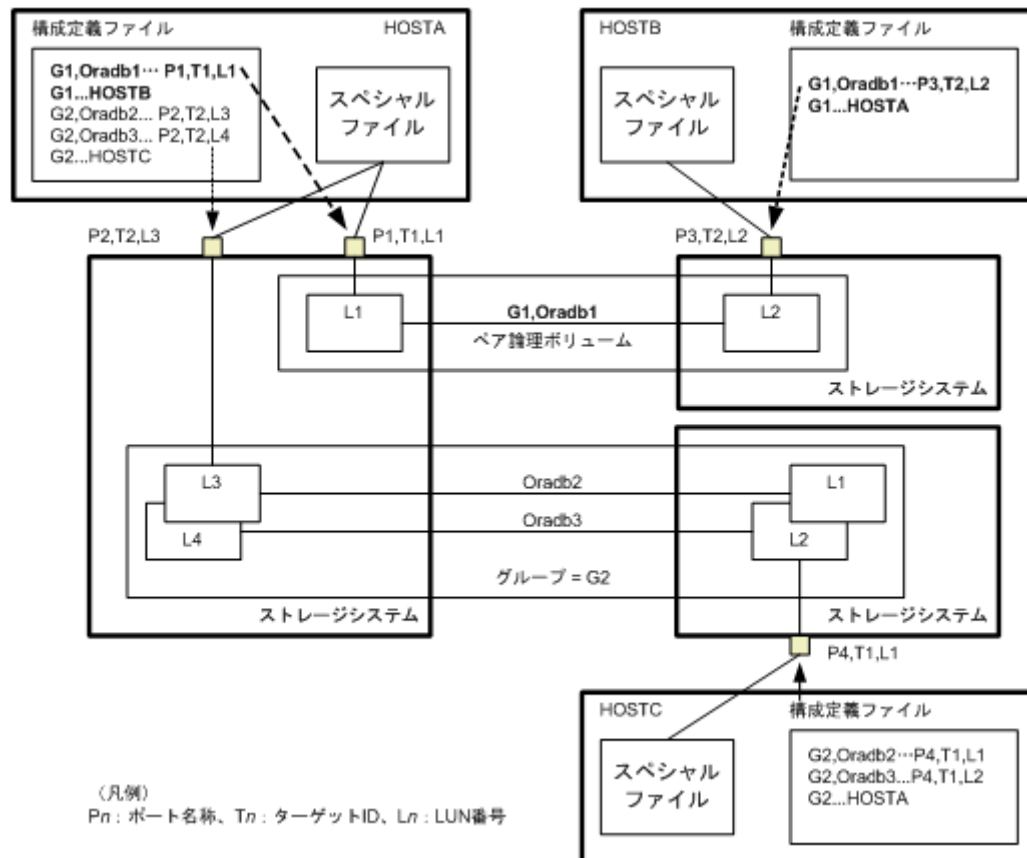 構成定義ファイル
HOSTA
G1,Oradb1… P1,T1,L1
G1...HOSTB
G2,Oradb2... P2,T2,L3
G2,Oradb3... P2,T2,L4
G2...HOSTC
スペシャル
ファイル
HOSTB
構成定義ファイル
スペシャル
ファイル
G1,Oradb1…P3,T2,L2
G1...HOSTA
P2,T2,L3
P1,T1,L1
P3,T2,L2
L1
G1,Oradb1
ペア論理ボリューム
L2
ストレージシステム
L3
L4
Oradb2
Oradb3
L1
L2
グループ = G2
ストレージシステム
ストレージシステム
P4,T1,L1
HOSTC
構成定義ファイル
スペシャル
ファイル
G2,Oradb2…P4,T1,L1
G2,Oradb3...P4,T1,L2
G2...HOSTA
（凡例）
Pn：ポート名称、Tn：ターゲットID、Ln：LUN番号